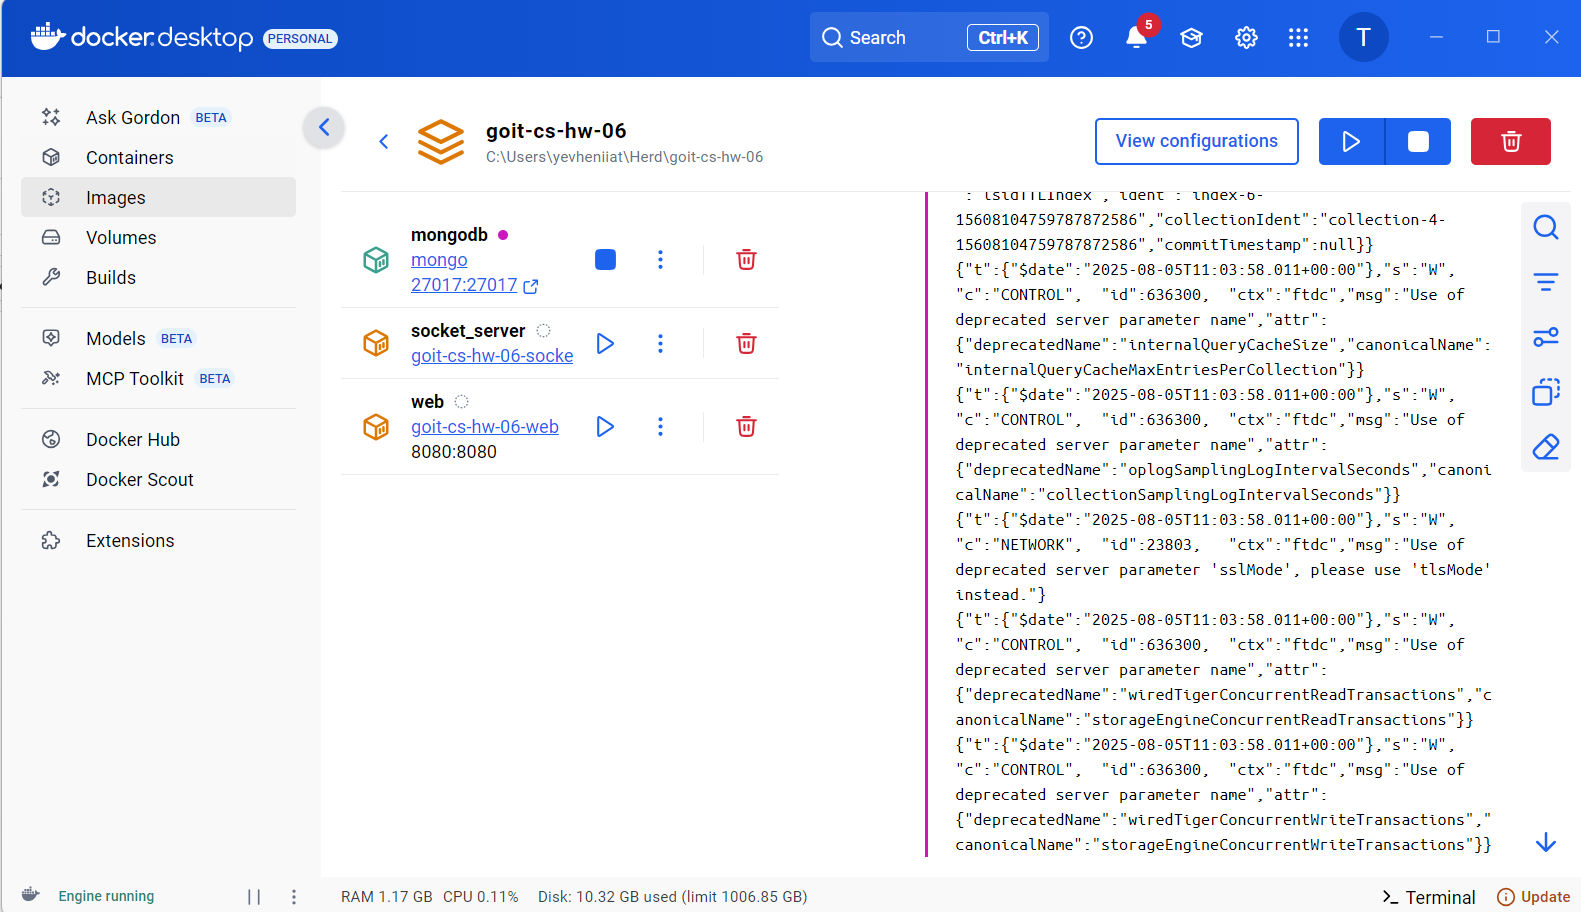 docker.desktop PERSONAL
Search Ctrl+K
5
T
Ask Gordon BETA
Containers
Images
Volumes
Builds
Models BETA
MCP Toolkit BETA
Docker Hub
Docker Scout
Extensions
goit-cs-hw-06
C:\Users\yevheniiat\Herd\goit-cs-hw-06
View configurations
mongodb
mongo
27017:27017
socket_server
goit-cs-hw-06-socke
web
goit-cs-hw-06-web
8080:8080
":"lsidTTLIndex","ident":"index-6-
15608104759787872586","collectionIdent":"collection-4-
15608104759787872586","commitTimestamp":null}}
{"t":{"$date":"2025-08-05T11:03:58.011+00:00"},"s":"W",
"c":"CONTROL", "id":636300, "ctx":"ftdc","msg":"Use of
deprecated server parameter name","attr":
{"deprecatedName":"internalQueryCacheSize","canonicalName":
"internalQueryCacheMaxEntriesPerCollection"}}
{"t":{"$date":"2025-08-05T11:03:58.011+00:00"},"s":"W",
"c":"CONTROL", "id":636300, "ctx":"ftdc","msg":"Use of
deprecated server parameter name","attr":
{"deprecatedName":"oplogSamplingLogIntervalSeconds","canoni
calName":"collectionSamplingLogIntervalSeconds"}}
{"t":{"$date":"2025-08-05T11:03:58.011+00:00"},"s":"W",
"c":"NETWORK", "id":23803, "ctx":"ftdc","msg":"Use of
deprecated server parameter 'sslMode', please use 'tlsMode'
instead."}
{"t":{"$date":"2025-08-05T11:03:58.011+00:00"},"s":"W",
"c":"CONTROL", "id":636300, "ctx":"ftdc","msg":"Use of
deprecated server parameter name","attr":
{"deprecatedName":"wiredTigerConcurrentReadTransactions","c
anonicalName":"storageEngineConcurrentReadTransactions"}}
{"t":{"$date":"2025-08-05T11:03:58.011+00:00"},"s":"W",
"c":"CONTROL", "id":636300, "ctx":"ftdc","msg":"Use of
deprecated server parameter name","attr":
{"deprecatedName":"wiredTigerConcurrentWriteTransactions","
canonicalName":"storageEngineConcurrentWriteTransactions"}}
Engine running
RAM 1.17 GB CPU 0.11% Disk: 10.32 GB used (limit 1006.85 GB)
Terminal
Update